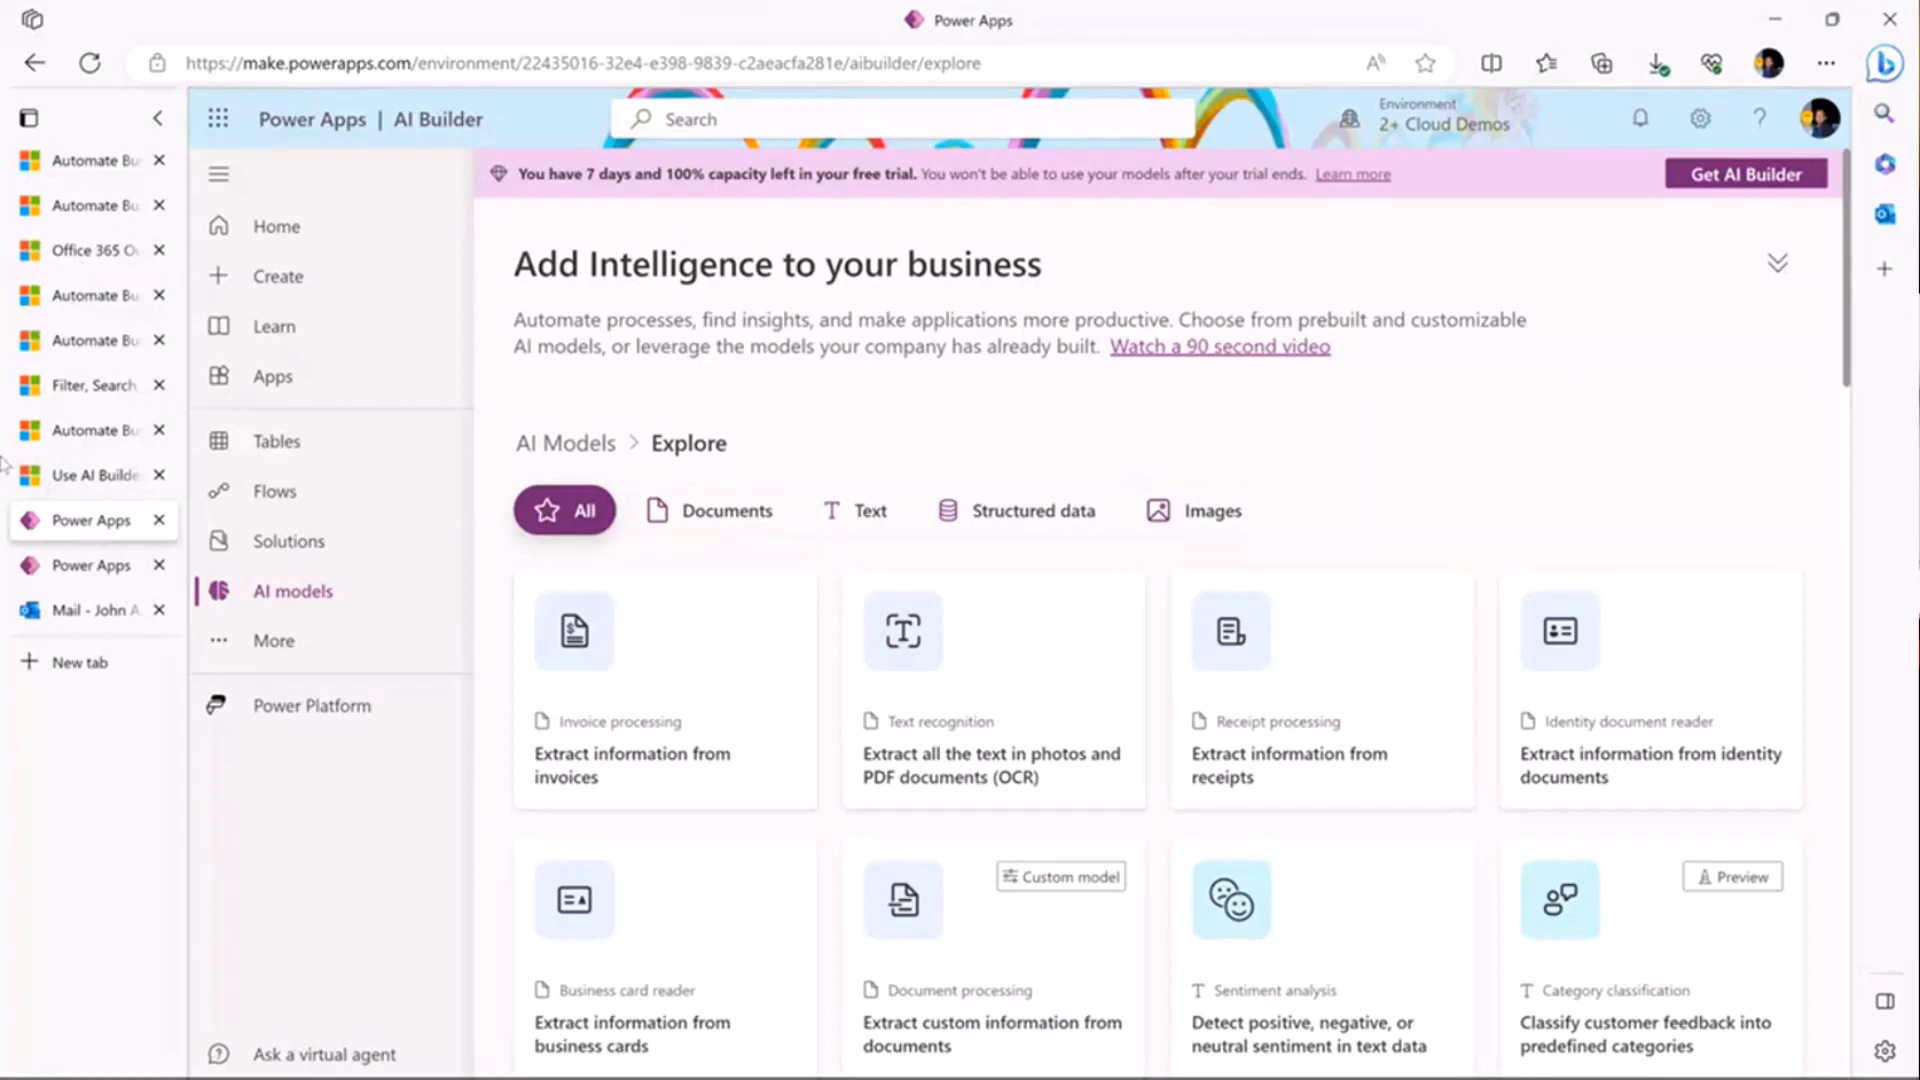 Power Apps
https://make.powerapps.com/environment/22435016-32e4-e398-9839-c2aeacfa281e/aibuilder/explore
Automate Bu
Automate Bu
Office 365 Ou
Automate Bu
Automate Bu
Filter, Search
Automate Bu
Use AI Builde
Power Apps
Power Apps
Mail - John A
New tab
Power Apps | AI Builder
Search
Environment
2+ Cloud Demos
Home
Create
Learn
Apps
Tables
Flows
Solutions
AI models
More
Power Platform
Ask a virtual agent
You have 7 days and 100% capacity left in your free trial. You won't be able to use your models after your trial ends. Learn more
Get AI Builder
Add Intelligence to your business
Automate processes, find insights, and make applications more productive. Choose from prebuilt and customizable
AI models, or leverage the models your company has already built. Watch a 90 second video
AI Models > Explore
All
Documents
Text
Structured data
Images
Invoice processing
Extract information from
invoices
Text recognition
Extract all the text in photos and
PDF documents (OCR)
Receipt processing
Extract information from
receipts
Identity document reader
Extract information from identity
documents
Business card reader
Extract information from
business cards
Custom model
Document processing
Extract custom information from
documents
Sentiment analysis
Detect positive, negative, or
neutral sentiment in text data
Preview
Category classification
Classify customer feedback into
predefined categories